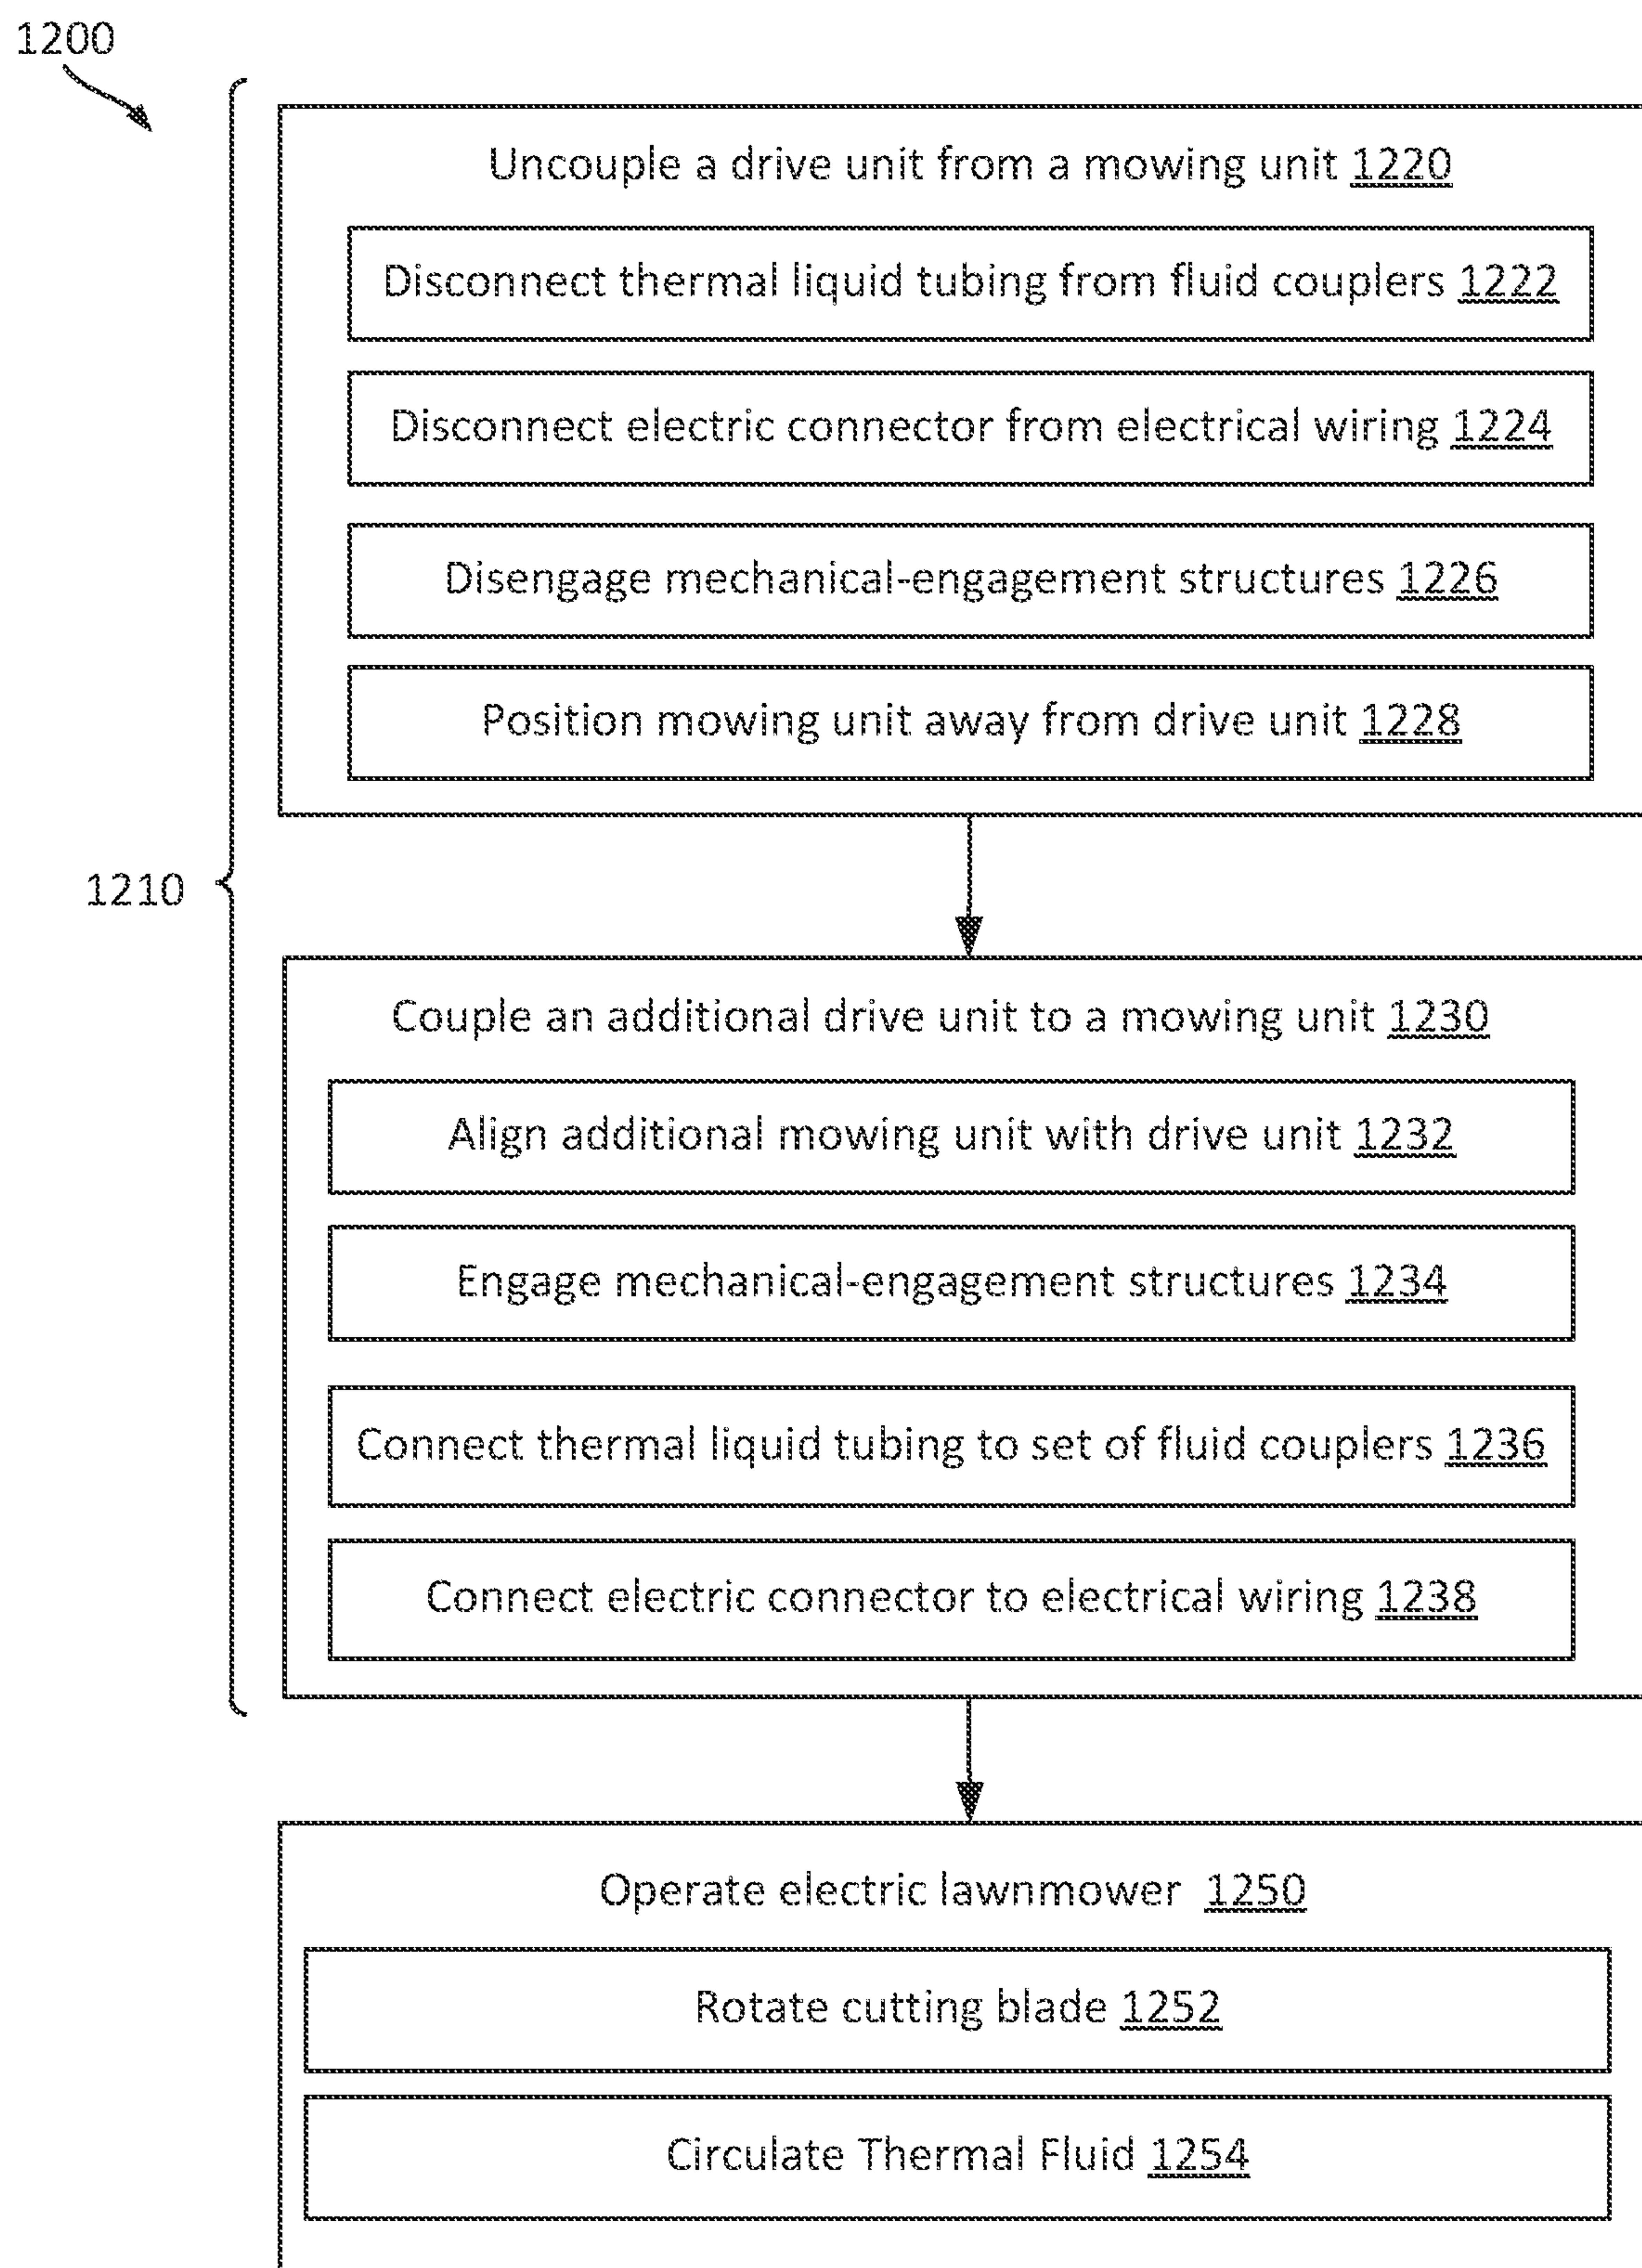 1200
Uncouple a drive unit from a mowing unit 1220
Disconnect thermal liquid tubing from fluid couplers 1222
Disconnect electric connector from electrical wiring 1224
Disengage mechanical-engagement structures 1226
Position mowing unit away from drive unit 1228
1210
Couple an additional drive unit to a mowing unit 1230
Align additional mowing unit with drive unit 1232
Engage mechanical-engagement structures 1234
Connect thermal liquid tubing to set of fluid couplers 1236
Connect electric connector to electrical wiring 1238
Operate electric lawnmower 1250
Rotate cutting blade 1252
Circulate Thermal Fluid 1254